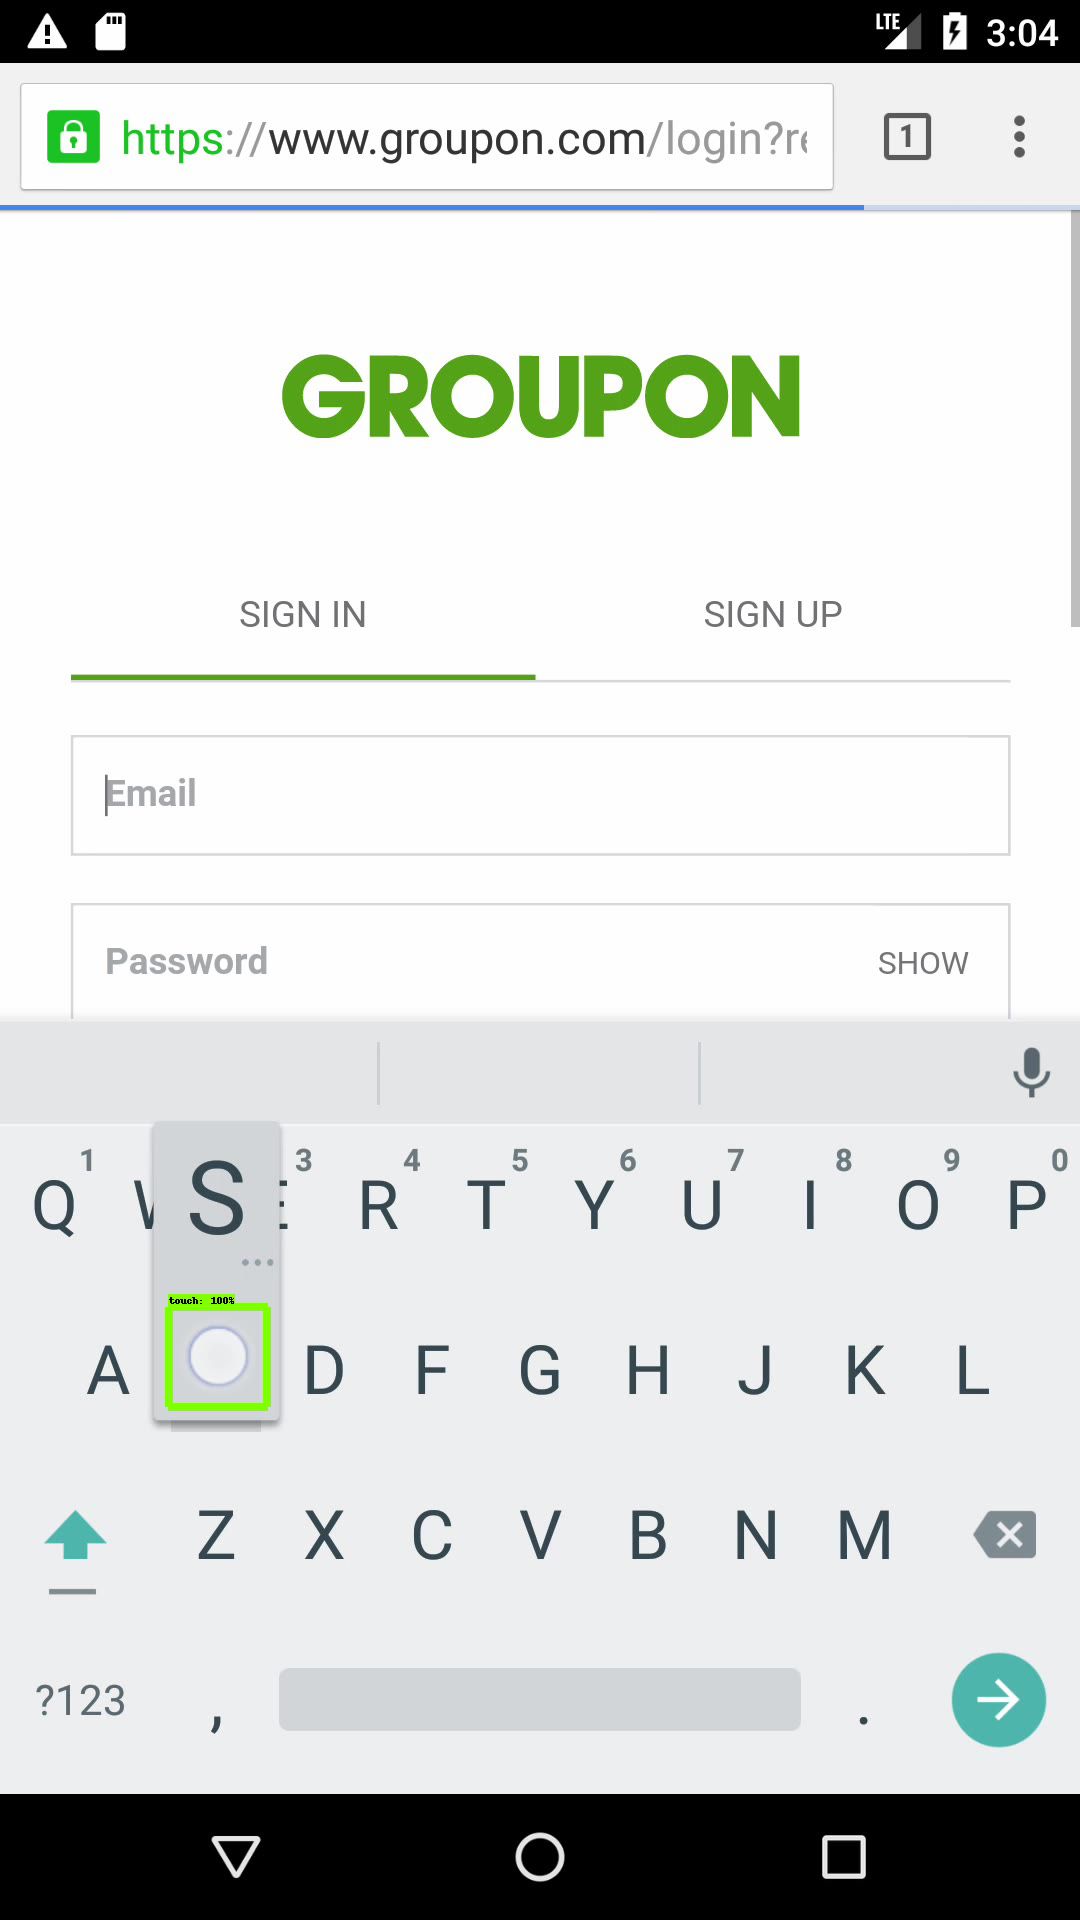 LTE 3:04
https://www.groupon.com/login?re
1
GROUPON
SIGN IN SIGN UP
Email
Password SHOW
S
1 3 4 5 6 7 8 9 0
Q W E R T Y U I O P
touch: 100%
A D F G H J K L
Z X C V B N M
?123 , .